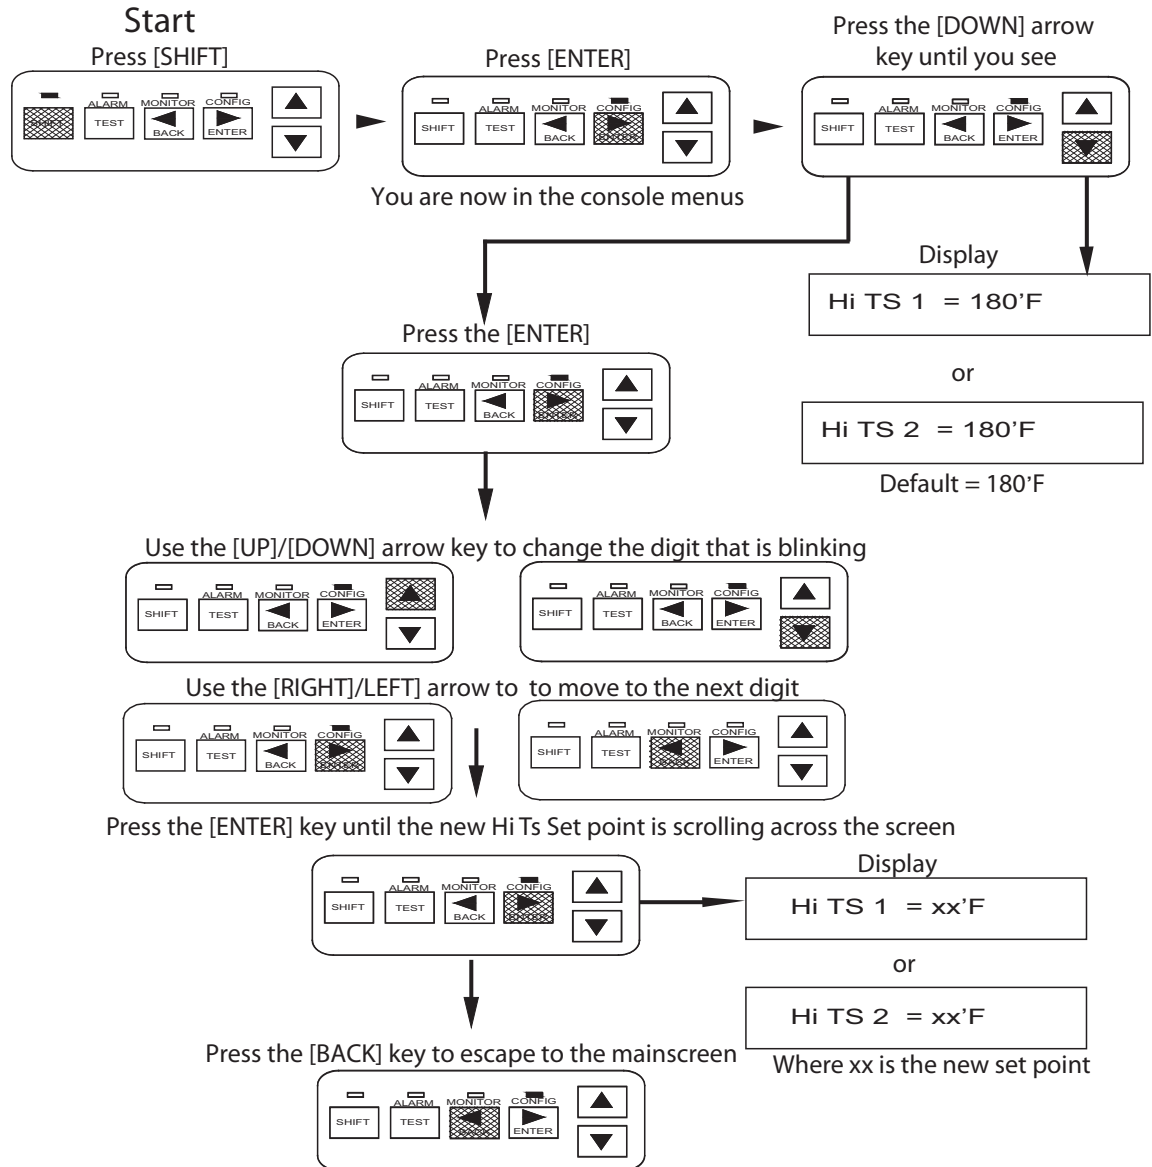 Start
Press [SHIFT]
ALARM MONITOR CONFIG
SHIFT TEST BACK ENTER
Press [ENTER]
ALARM MONITOR CONFIG
SHIFT TEST BACK ENTER
You are now in the console menus
Press the [DOWN] arrow
key until you see
ALARM MONITOR CONFIG
SHIFT TEST BACK ENTER
Display
Hi TS 1 = 180'F
or
Hi TS 2 = 180'F
Default = 180'F
Press the [ENTER]
ALARM MONITOR CONFIG
SHIFT TEST BACK ENTER
Use the [UP]/[DOWN] arrow key to change the digit that is blinking
ALARM MONITOR CONFIG
SHIFT TEST BACK ENTER
ALARM MONITOR CONFIG
SHIFT TEST BACK ENTER
Use the [RIGHT]/LEFT] arrow to to move to the next digit
ALARM MONITOR CONFIG
SHIFT TEST BACK ENTER
ALARM MONITOR CONFIG
SHIFT TEST BACK ENTER
Press the [ENTER] key until the new Hi Ts Set point is scrolling across the screen
ALARM MONITOR CONFIG
SHIFT TEST BACK ENTER
Display
Hi TS 1 = xx'F
or
Hi TS 2 = xx'F
Where xx is the new set point
Press the [BACK] key to escape to the mainscreen
ALARM MONITOR CONFIG
SHIFT TEST BACK ENTER